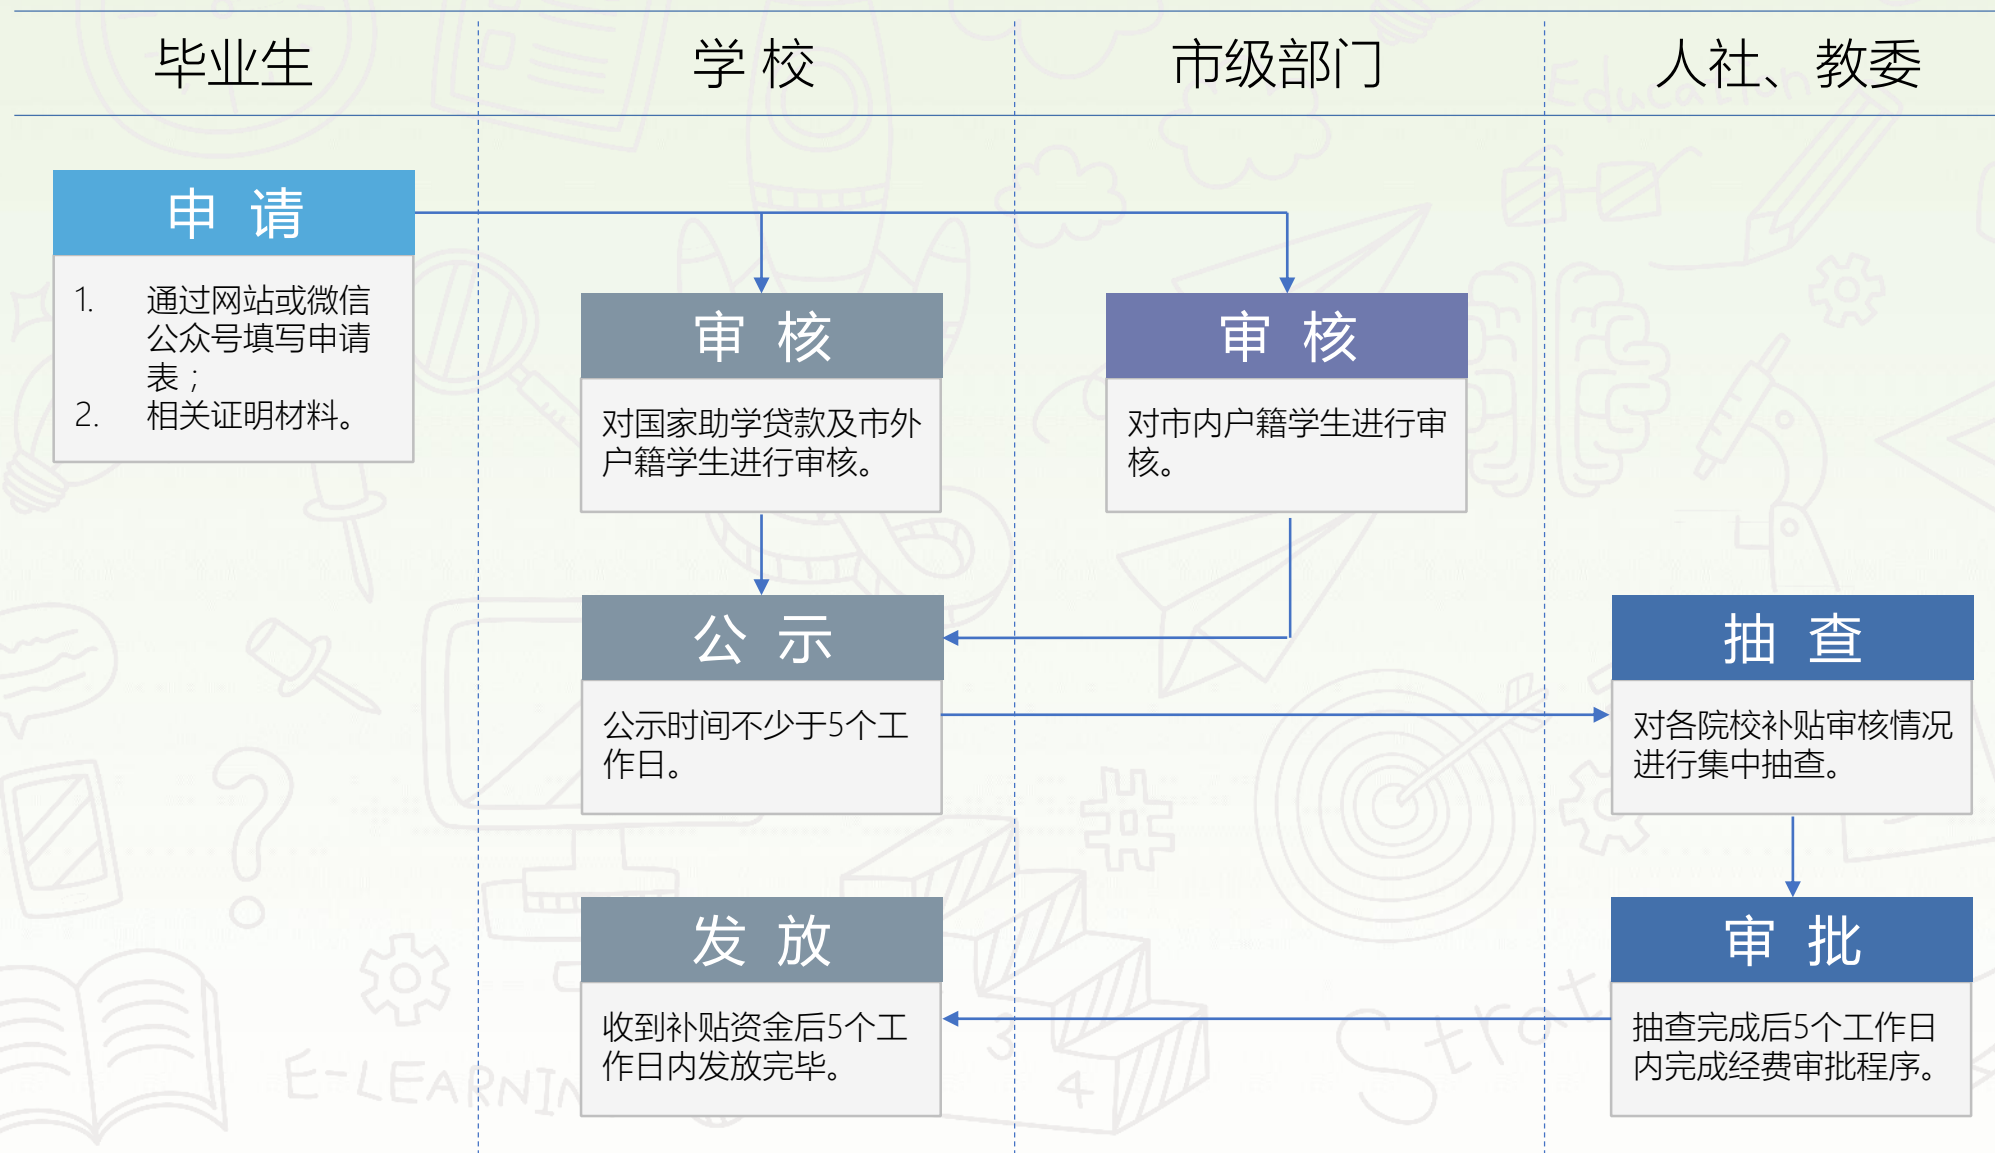 毕业生
学 校
市级部门
人社、教委
申 请
1. 通过网站或微信
公众号填写申请
表；
2. 相关证明材料。
审 核
对国家助学贷款及市外
户籍学生进行审核。
审 核
对市内户籍学生进行审
核。
公 示
公示时间不少于5个工
作日。
抽 查
对各院校补贴审核情况
进行集中抽查。
发 放
收到补贴资金后5个工
作日内发放完毕。
审 批
抽查完成后5个工作日
内完成经费审批程序。
Education
E-LEARNIN
Strat
3
4